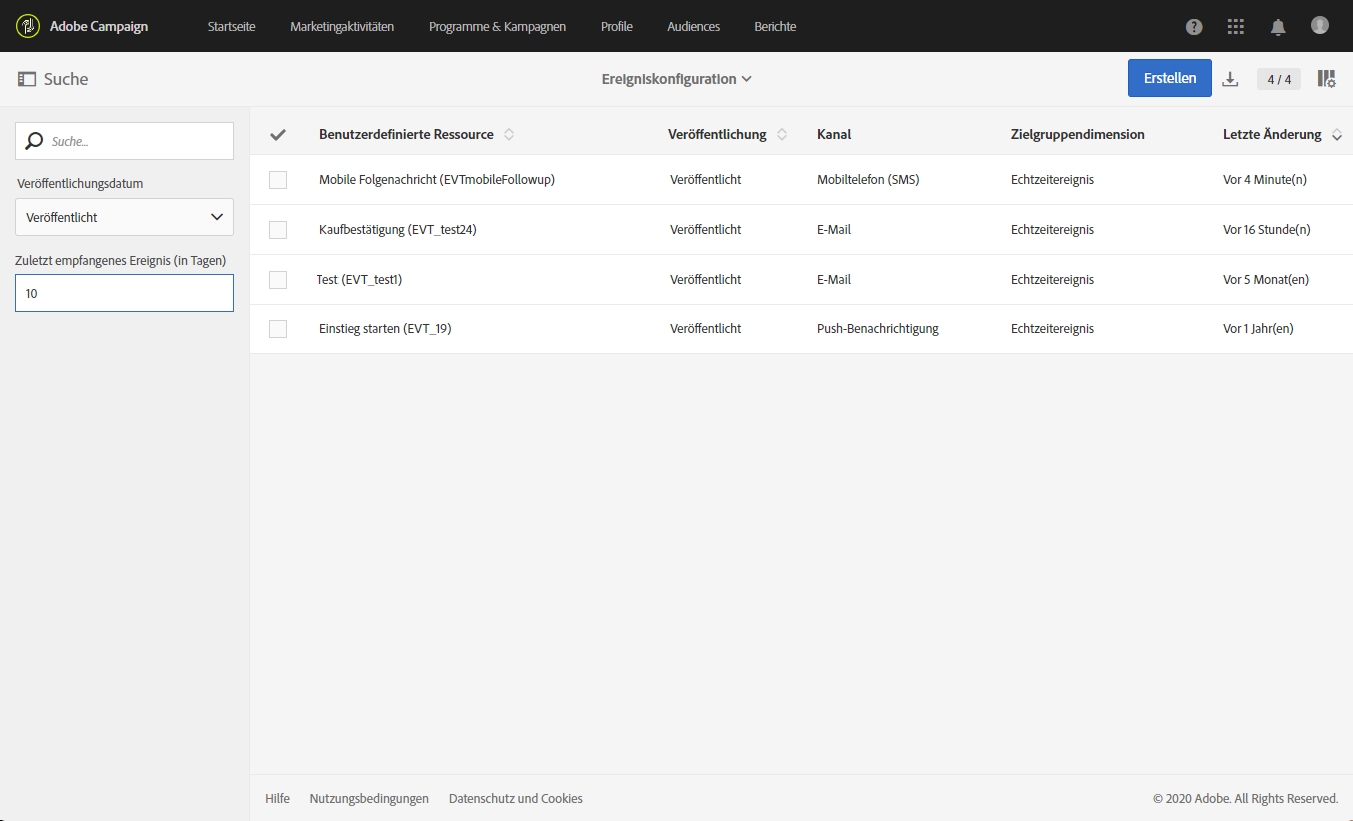 Adobe Campaign Startseite Marketingaktivitäten Programme & Kampagnen Profile Audiences Berichte
Suche Ereigniskonfiguration Erstellen 4 / 4
Suche...
Veröffentlichungsdatum
Veröffentlicht
Zuletzt empfangenes Ereignis (in Tagen)
10
Benutzerdefinierte Ressource Veröffentlichung Kanal Zielgruppendimension Letzte Änderung
Mobile Folgenachricht (EVTmobileFollowup) Veröffentlicht Mobiltelefon (SMS) Echtzeitereignis Vor 4 Minute(n)
Kaufbestätigung (EVT_test24) Veröffentlicht E-Mail Echtzeitereignis Vor 16 Stunde(n)
Test (EVT_test1) Veröffentlicht E-Mail Echtzeitereignis Vor 5 Monat(en)
Einstieg starten (EVT_19) Veröffentlicht Push-Benachrichtigung Echtzeitereignis Vor 1 Jahr(en)
Hilfe Nutzungsbedingungen Datenschutz und Cookies © 2020 Adobe. All Rights Reserved.